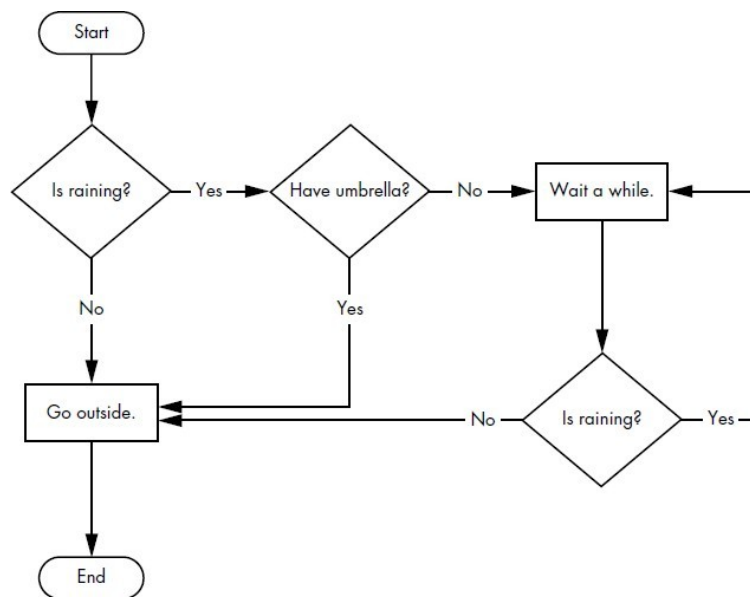 Start
Is raining?
Yes
Have umbrella?
No
Wait a while.
No
Yes
Go outside.
No
Is raining?
Yes
End